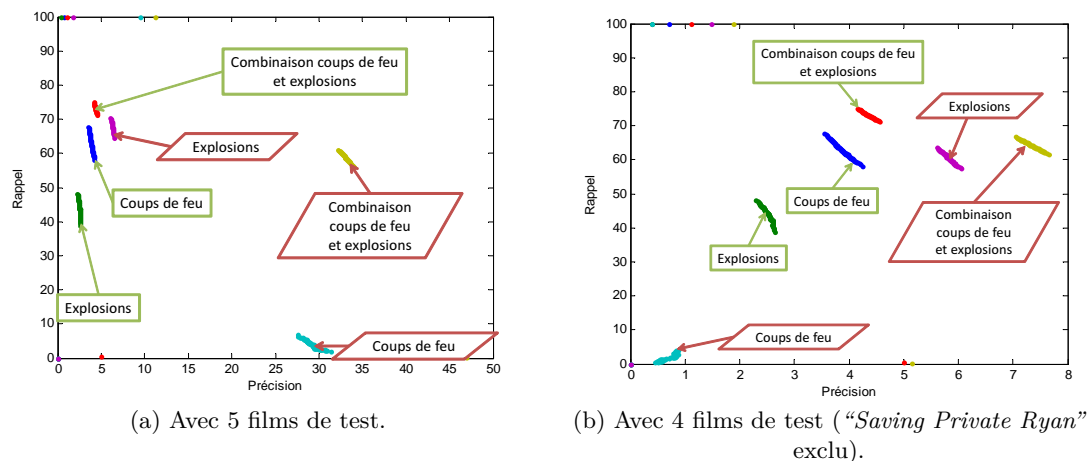 100
90
80
70
60
50
40
30
20
10
0
Rappel
0
5
10
15
20
25
30
35
40
45
50
Précision
Combinaison coups de feu
et explosions
Explosions
Coups de feu
Combinaison
coups de feu
et explosions
Explosions
Coups de feu
(a) Avec 5 films de test.
100
90
80
70
60
50
40
30
20
10
0
Rappel
0
1
2
3
4
5
6
7
8
Précision
Combinaison coups de feu
et explosions
Explosions
Coups de feu
Combinaison
coups de feu
et explosions
Explosions
Coups de feu
(b) Avec 4 films de test (“Saving Private Ryan”
exclu).